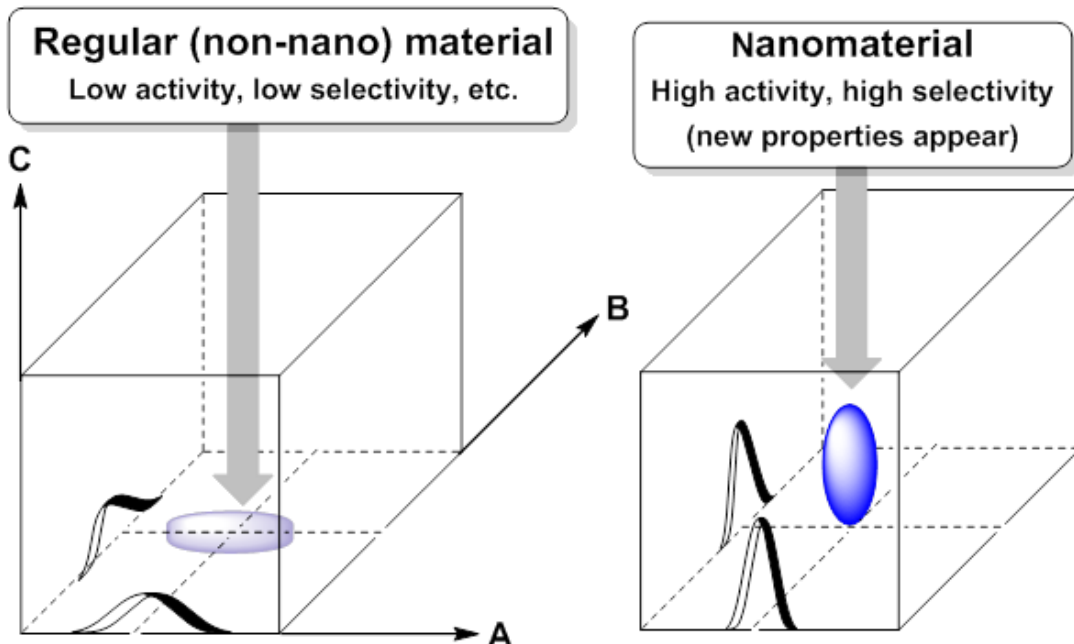 Regular (non-nano) material
Low activity, low selectivity, etc.
Nanomaterial
High activity, high selectivity
(new properties appear)
C
B
A